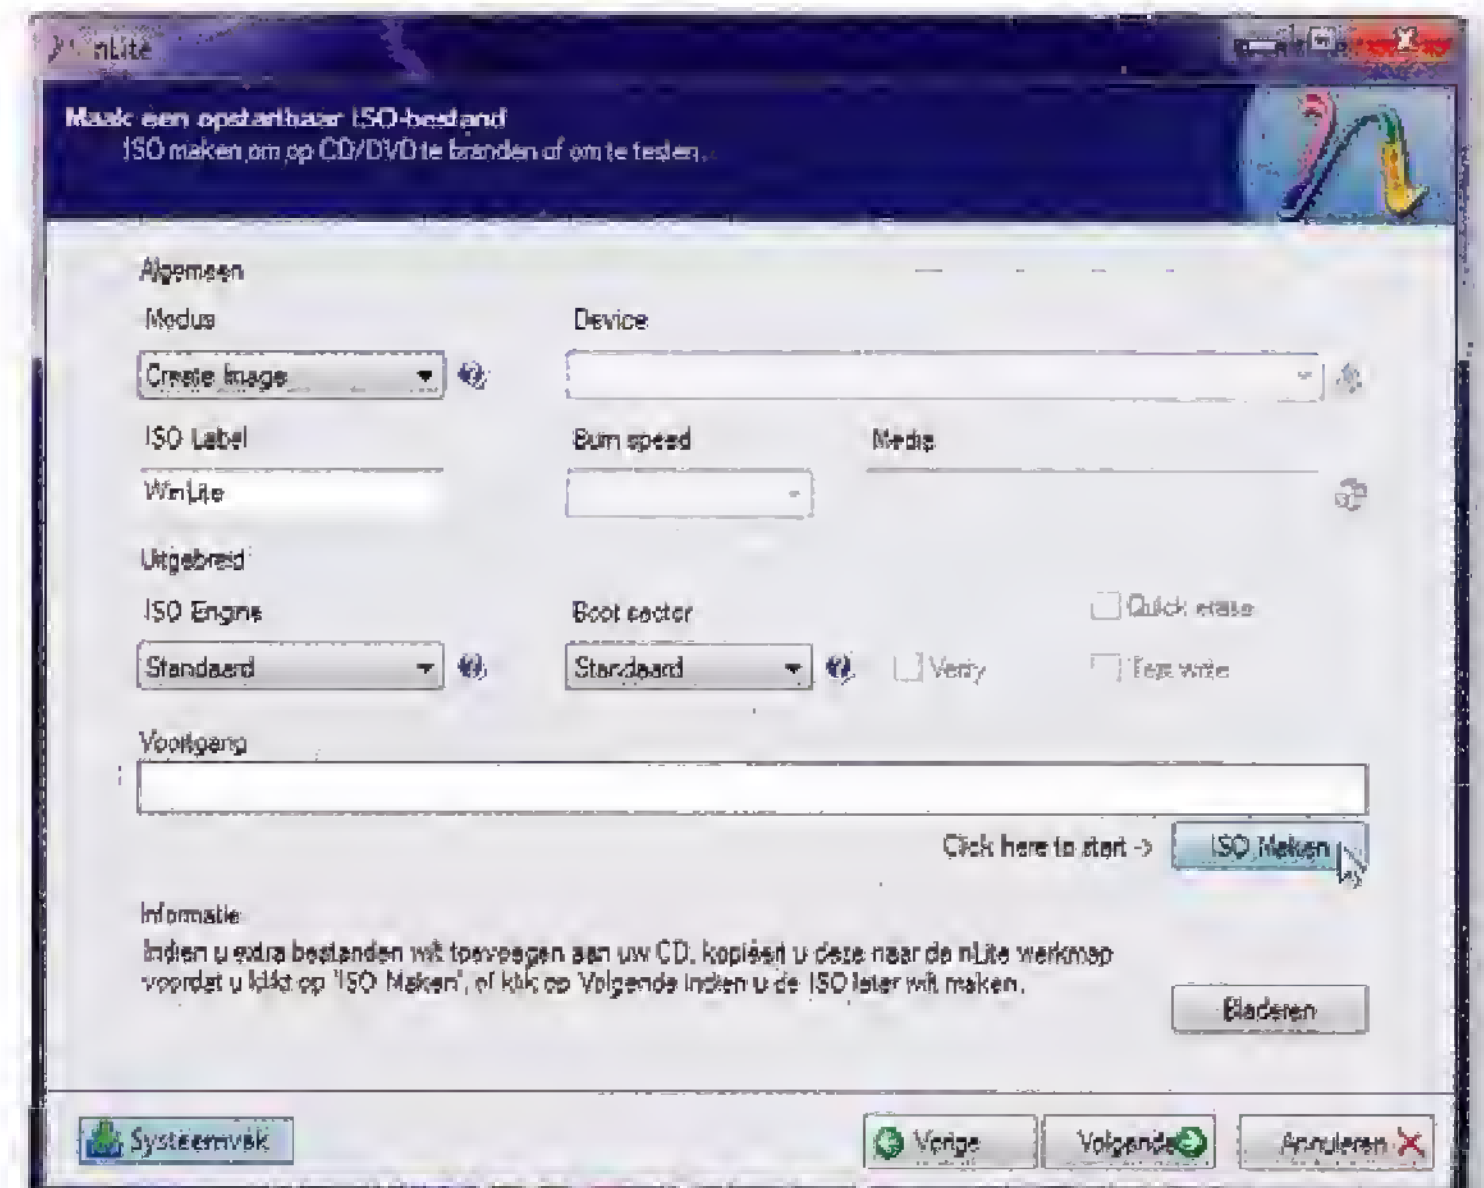 nLite
Maak een opstartbaar ISO-bestand
ISO maken om op CD/DVD te branden of om te testen.
Algemeen
Modus Device
Create Image
ISO Label Burn speed Media
WinLite
Uitgebreid
ISO Engine Boot sector Quick erase
Standaard Standaard Verify Test write
Voortgang
Click here to start -> ISO Maken
Informatie
Indien u extra bestanden wilt toevoegen aan uw CD, kopiëert u deze naar de nLite werkmap
voordat u klikt op 'ISO Maken', of klik op Volgende indien u de ISO later wilt maken.
Bladeren
Systeemvak Vorige Volgende Annuleren